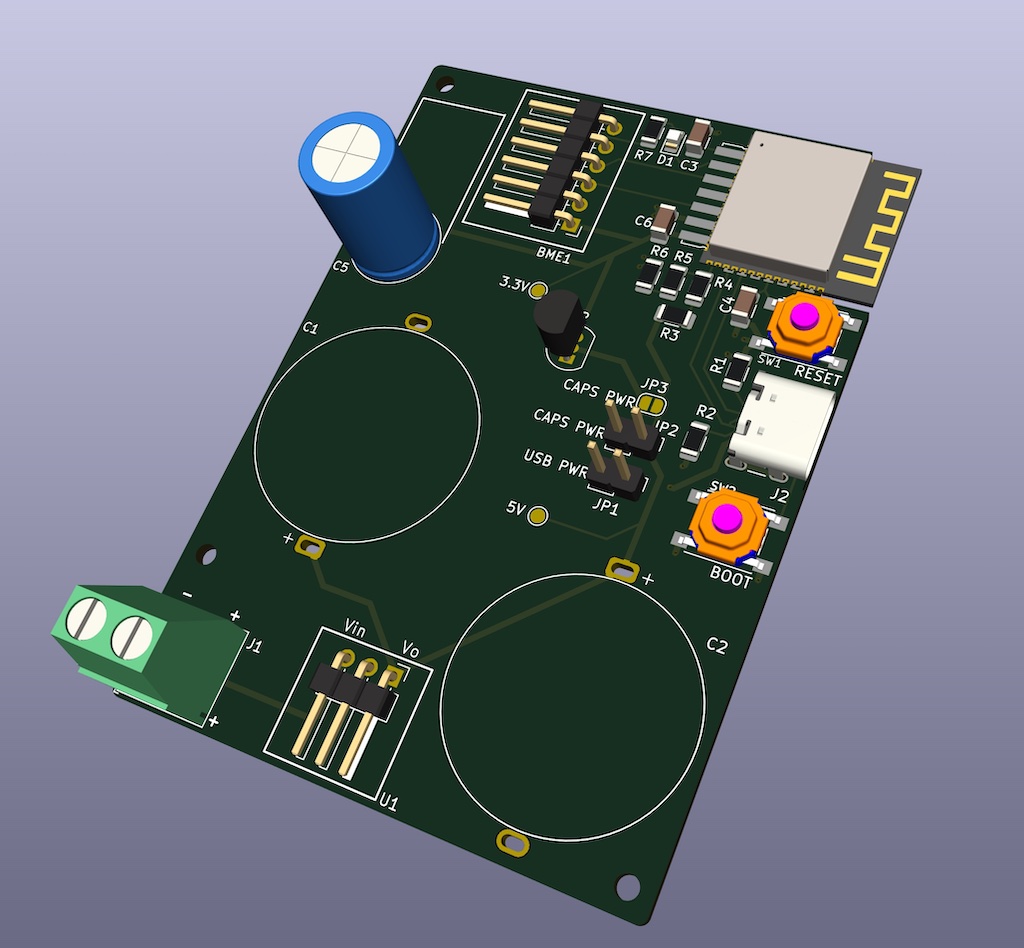 R7 D1 C3
C6
BME1
R6 R5
C5
3.3V
R4
C4
R3
C1
SW1
RESET
R1
JP3
CAPS PWR
R2
CAPS PWR
JP2
USB PWR
J2
JP1
5V
+
BOOT
+
-
+
J1
Vin
Vo
C2
+
U1